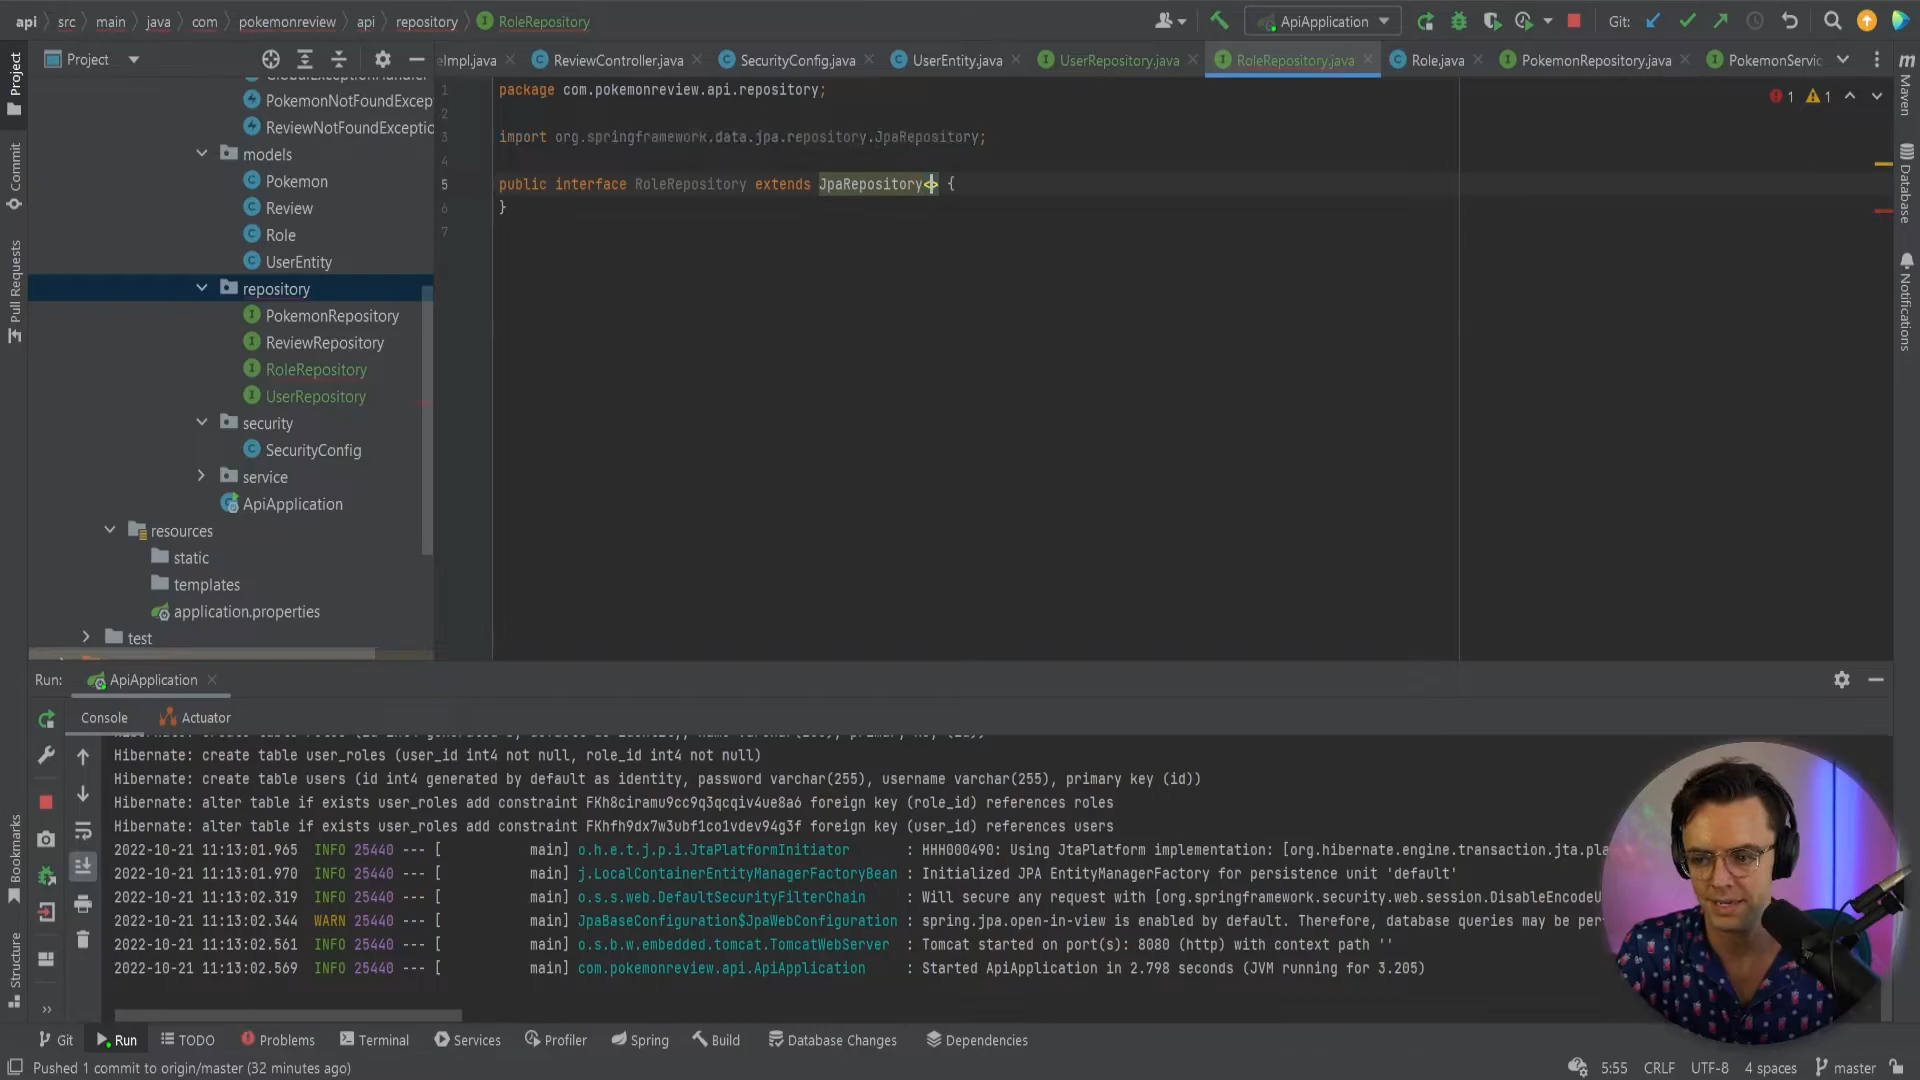 api
src
main
java
com
pokemonreview
api
repository
RoleRepository
ApiApplication
Git:
Project
elmpl.java
ReviewController.java
SecurityConfig.java
UserEntity.java
UserRepository.java
RoleRepository.java
Role.java
PokemonRepository.java
PokemonServic
Project
Commit
Pull Requests
Bookmarks
Structure
Maven
Database
Notifications
GlobalExceptionHandler
PokemonNotFoundExcep
ReviewNotFoundExceptio
models
Pokemon
Review
Role
UserEntity
repository
PokemonRepository
ReviewRepository
RoleRepository
UserRepository
security
SecurityConfig
service
ApiApplication
resources
static
templates
application.properties
test
1 package com.pokemonreview.api.repository;
2
3 import org.springframework.data.jpa.repository.JpaRepository;
4
5 public interface RoleRepository extends JpaRepository<> {
6 }
7
1 1
Run: ApiApplication
Console
Actuator
Hibernate: create table user_roles (user_id int4 not null, role_id int4 not null)
Hibernate: create table users (id int4 generated by default as identity, password varchar(255), username varchar(255), primary key (id))
Hibernate: alter table if exists user_roles add constraint FKh8ciramu9cc9q3qcqiv4ue8a6 foreign key (role_id) references roles
Hibernate: alter table if exists user_roles add constraint FKhfh9dx7w3ubf1co1vdev94g3f foreign key (user_id) references users
2022-10-21 11:13:01.965 INFO 25440 --- [ main] o.h.e.t.j.p.i.JtaPlatformInitiator : HHH000490: Using JtaPlatform implementation: [org.hibernate.engine.transaction.jta.pla
2022-10-21 11:13:01.970 INFO 25440 --- [ main] j.LocalContainerEntityManagerFactoryBean : Initialized JPA EntityManagerFactory for persistence unit 'default'
2022-10-21 11:13:02.319 INFO 25440 --- [ main] o.s.s.web.DefaultSecurityFilterChain : Will secure any request with [org.springframework.security.web.session.DisableEncodeU
2022-10-21 11:13:02.344 WARN 25440 --- [ main] JpaBaseConfiguration$JpaWebConfiguration : spring.jpa.open-in-view is enabled by default. Therefore, database queries may be per
2022-10-21 11:13:02.561 INFO 25440 --- [ main] o.s.b.w.embedded.tomcat.TomcatWebServer : Tomcat started on port(s): 8080 (http) with context path ''
2022-10-21 11:13:02.569 INFO 25440 --- [ main] com.pokemonreview.api.ApiApplication : Started ApiApplication in 2.798 seconds (JVM running for 3.205)
Git
Run
TODO
Problems
Terminal
Services
Profiler
Spring
Build
Database Changes
Dependencies
Pushed 1 commit to origin/master (32 minutes ago)
5:55
CRLF
UTF-8
4 spaces
master